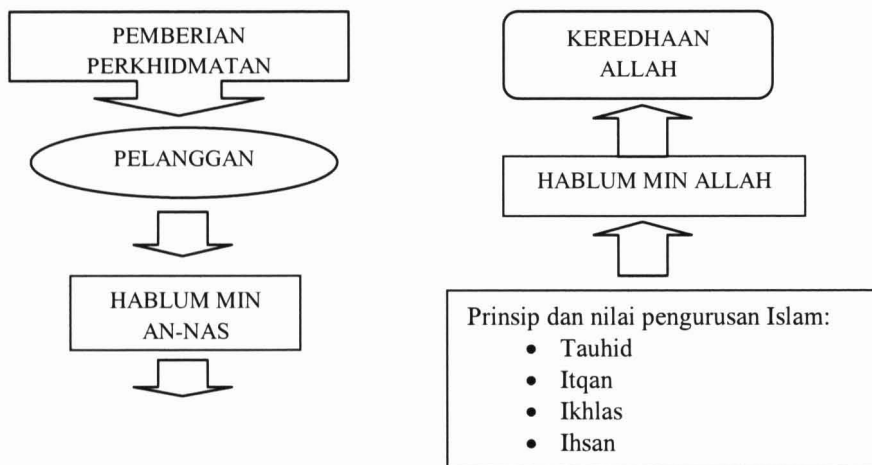 PEMBERIAN
PERKHIDMATAN
PELANGGAN
HABLUM MIN
AN-NAS
KEREDHAAN
ALLAH
HABLUM MIN ALLAH
Prinsip dan nilai pengurusan Islam:
• Tauhid
• Itqan
• Ikhlas
• Ihsan